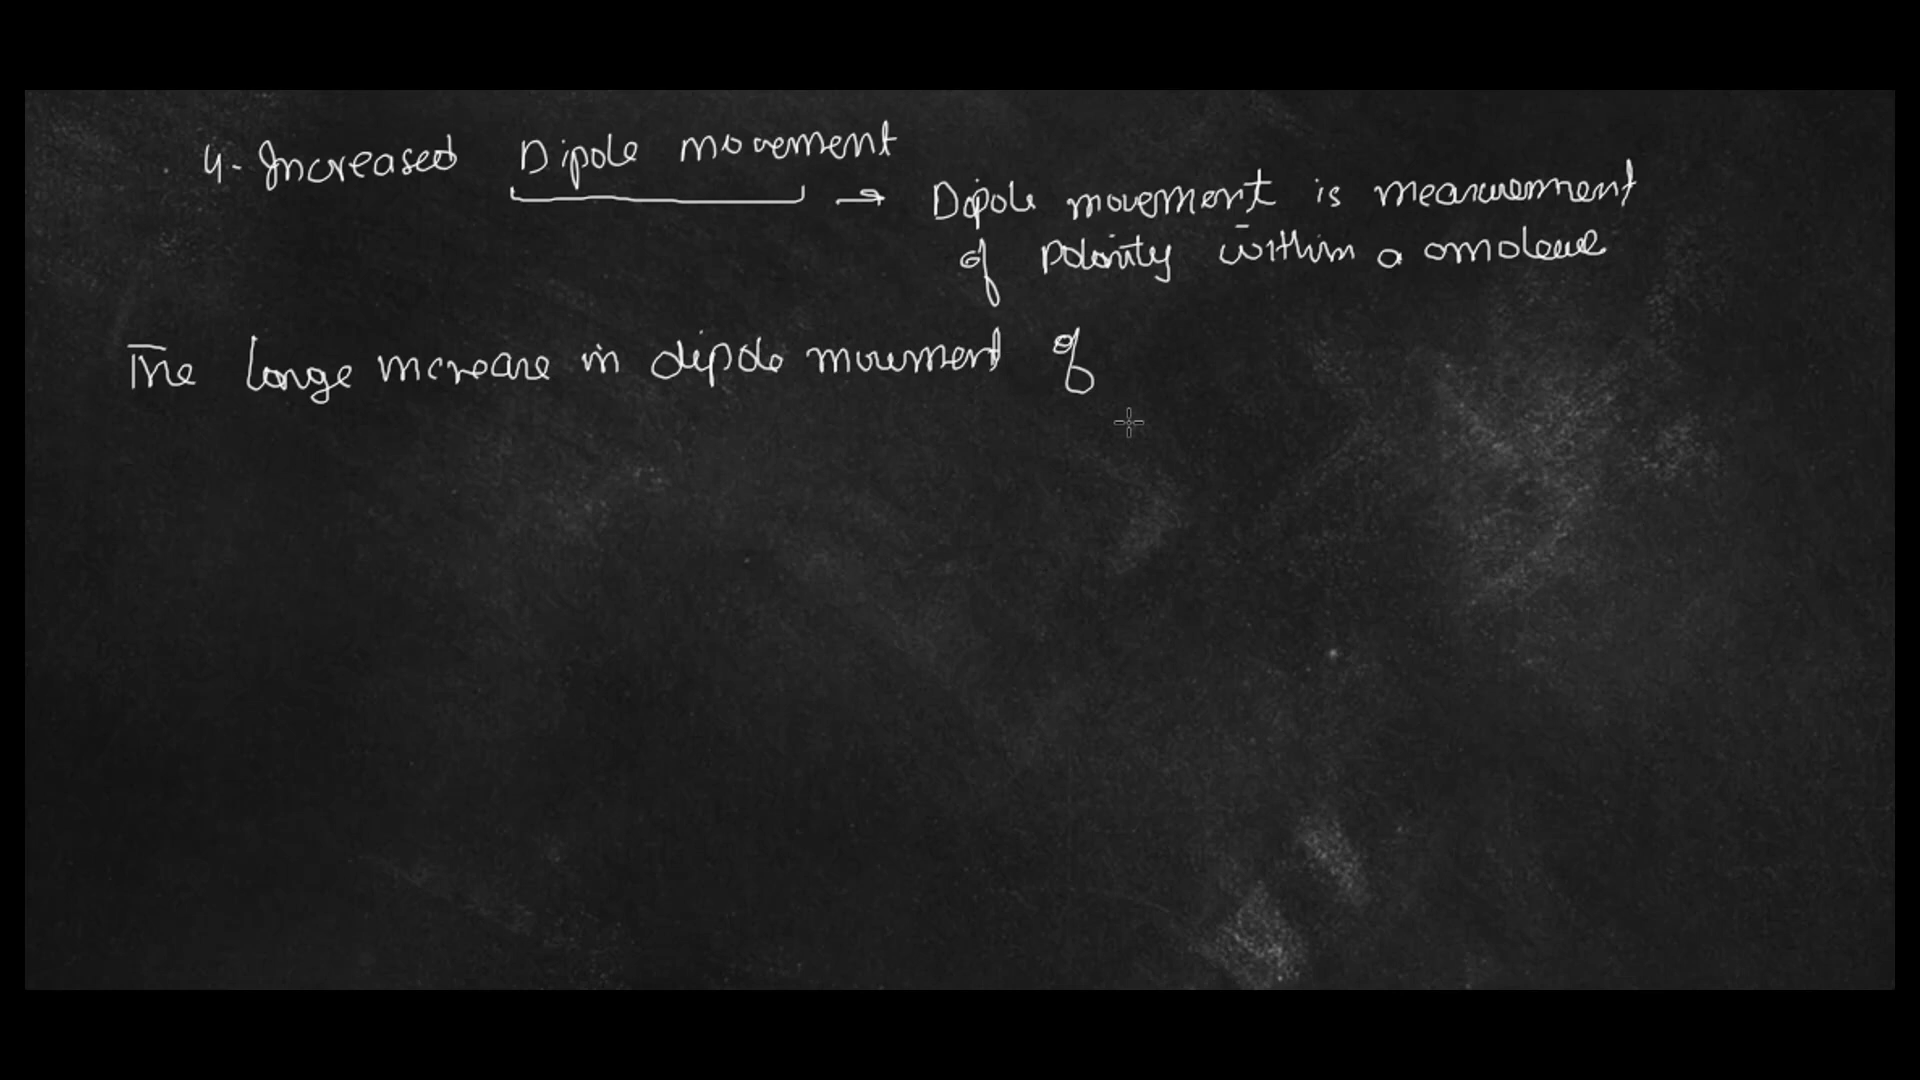 4- Increased Dipole movement
→ Dipole movement is measurement
of Polarity within a molecule
The large increase in dipole movement of